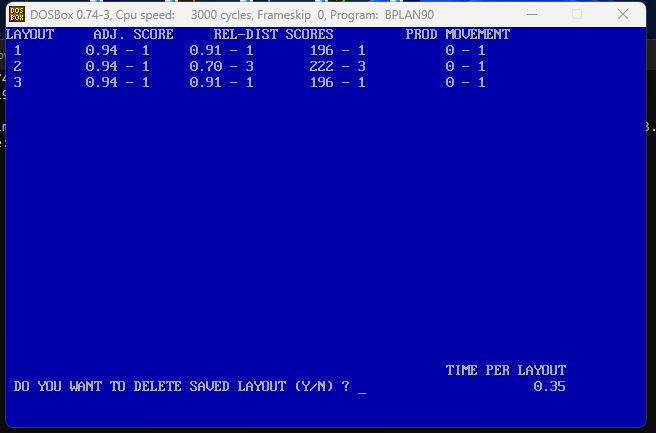 DOSBox 0.74-3, Cpu speed: 3000 cycles, Frameskip 0, Program: BPLAN90
LAYOUT ADJ. SCORE REL-DIST SCORES PROD MOVEMENT
1 0.94 - 1 0.91 - 1 196 - 1 0 - 1
2 0.94 - 1 0.70 - 3 222 - 3 0 - 1
3 0.94 - 1 0.91 - 1 196 - 1 0 - 1
TIME PER LAYOUT
DO YOU WANT TO DELETE SAVED LAYOUT (Y/N) ? _ 0.35